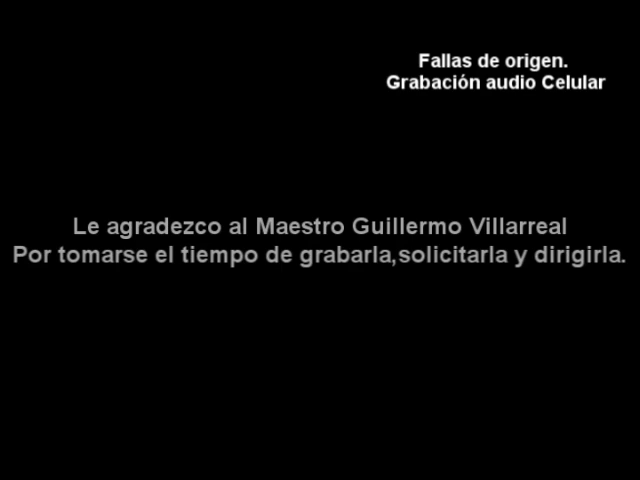 Fallas de origen.
Grabación audio Celular
Le agradezco al Maestro Guillermo Villarreal
Por tomarse el tiempo de grabarla,solicitarla y dirigirla.